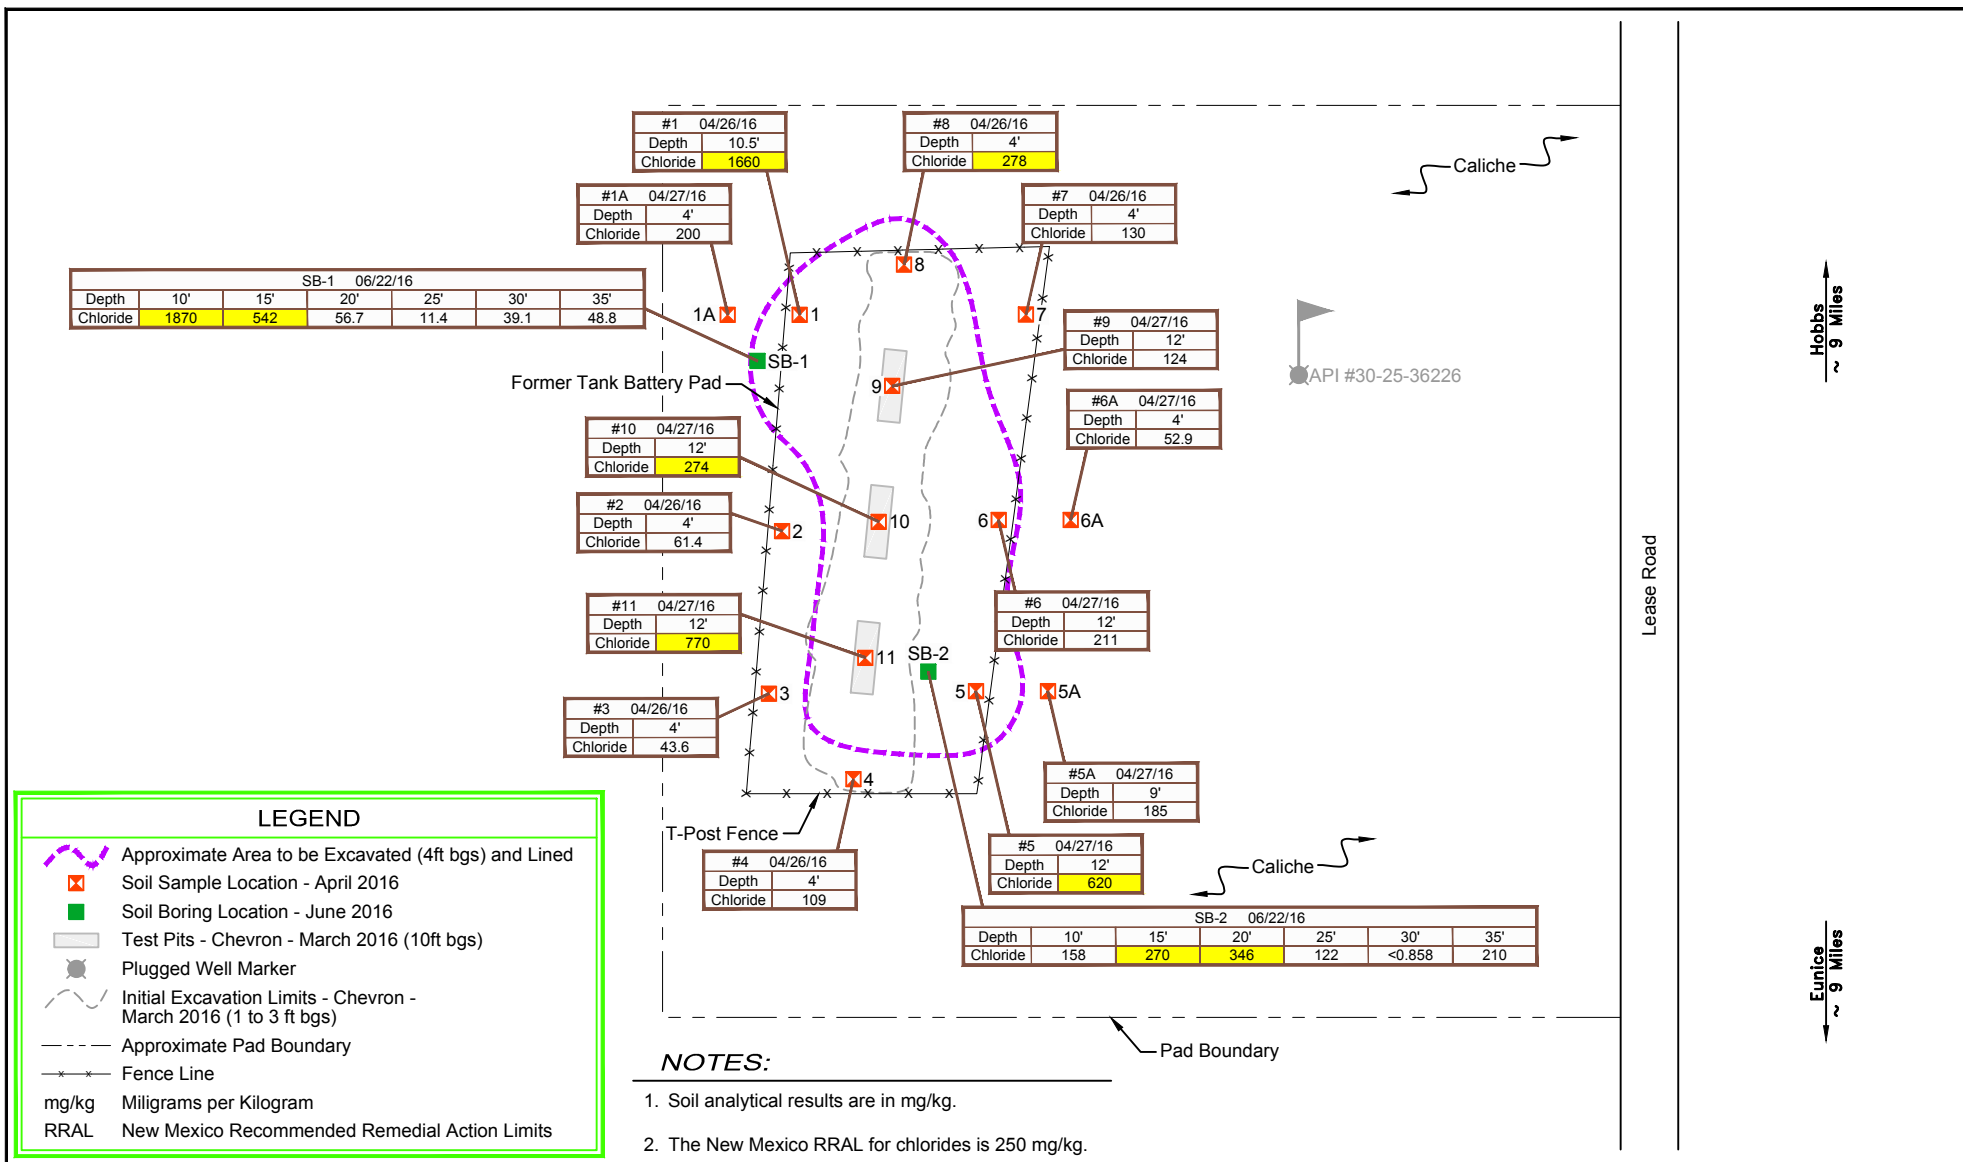 #1 04/26/16
Depth 10.5'
Chloride 1660
#8 04/26/16
Depth 4'
Chloride 278
Caliche
#1A 04/27/16
Depth 4'
Chloride 200
#7 04/26/16
Depth 4'
Chloride 130
SB-1 06/22/16
Depth 10' 15' 20' 25' 30' 35'
Chloride 1870 542 56.7 11.4 39.1 48.8
8
1A
1
7
SB-1
#9 04/27/16
Depth 12'
Chloride 124
Hobbs
~ 9 Miles
Former Tank Battery Pad
9
API #30-25-36226
#6A 04/27/16
Depth 4'
Chloride 52.9
#10 04/27/16
Depth 12'
Chloride 274
#2 04/26/16
Depth 4'
Chloride 61.4
2
10
6
6A
Lease Road
#11 04/27/16
Depth 12'
Chloride 770
#6 04/27/16
Depth 12'
Chloride 211
11
SB-2
3
5
5A
#3 04/26/16
Depth 4'
Chloride 43.6
4
#5A 04/27/16
Depth 9'
Chloride 185
T-Post Fence
#4 04/26/16
Depth 4'
Chloride 109
#5 04/27/16
Depth 12'
Chloride 620
Caliche
SB-2 06/22/16
Depth 10' 15' 20' 25' 30' 35'
Chloride 158 270 346 122 <0.858 210
Eunice
~ 9 Miles
Pad Boundary
LEGEND
Approximate Area to be Excavated (4ft bgs) and Lined
Soil Sample Location - April 2016
Soil Boring Location - June 2016
Test Pits - Chevron - March 2016 (10ft bgs)
Plugged Well Marker
Initial Excavation Limits - Chevron -
March 2016 (1 to 3 ft bgs)
Approximate Pad Boundary
Fence Line
mg/kg Miligrams per Kilogram
RRAL New Mexico Recommended Remedial Action Limits
NOTES:
1. Soil analytical results are in mg/kg.
2. The New Mexico RRAL for chlorides is 250 mg/kg.